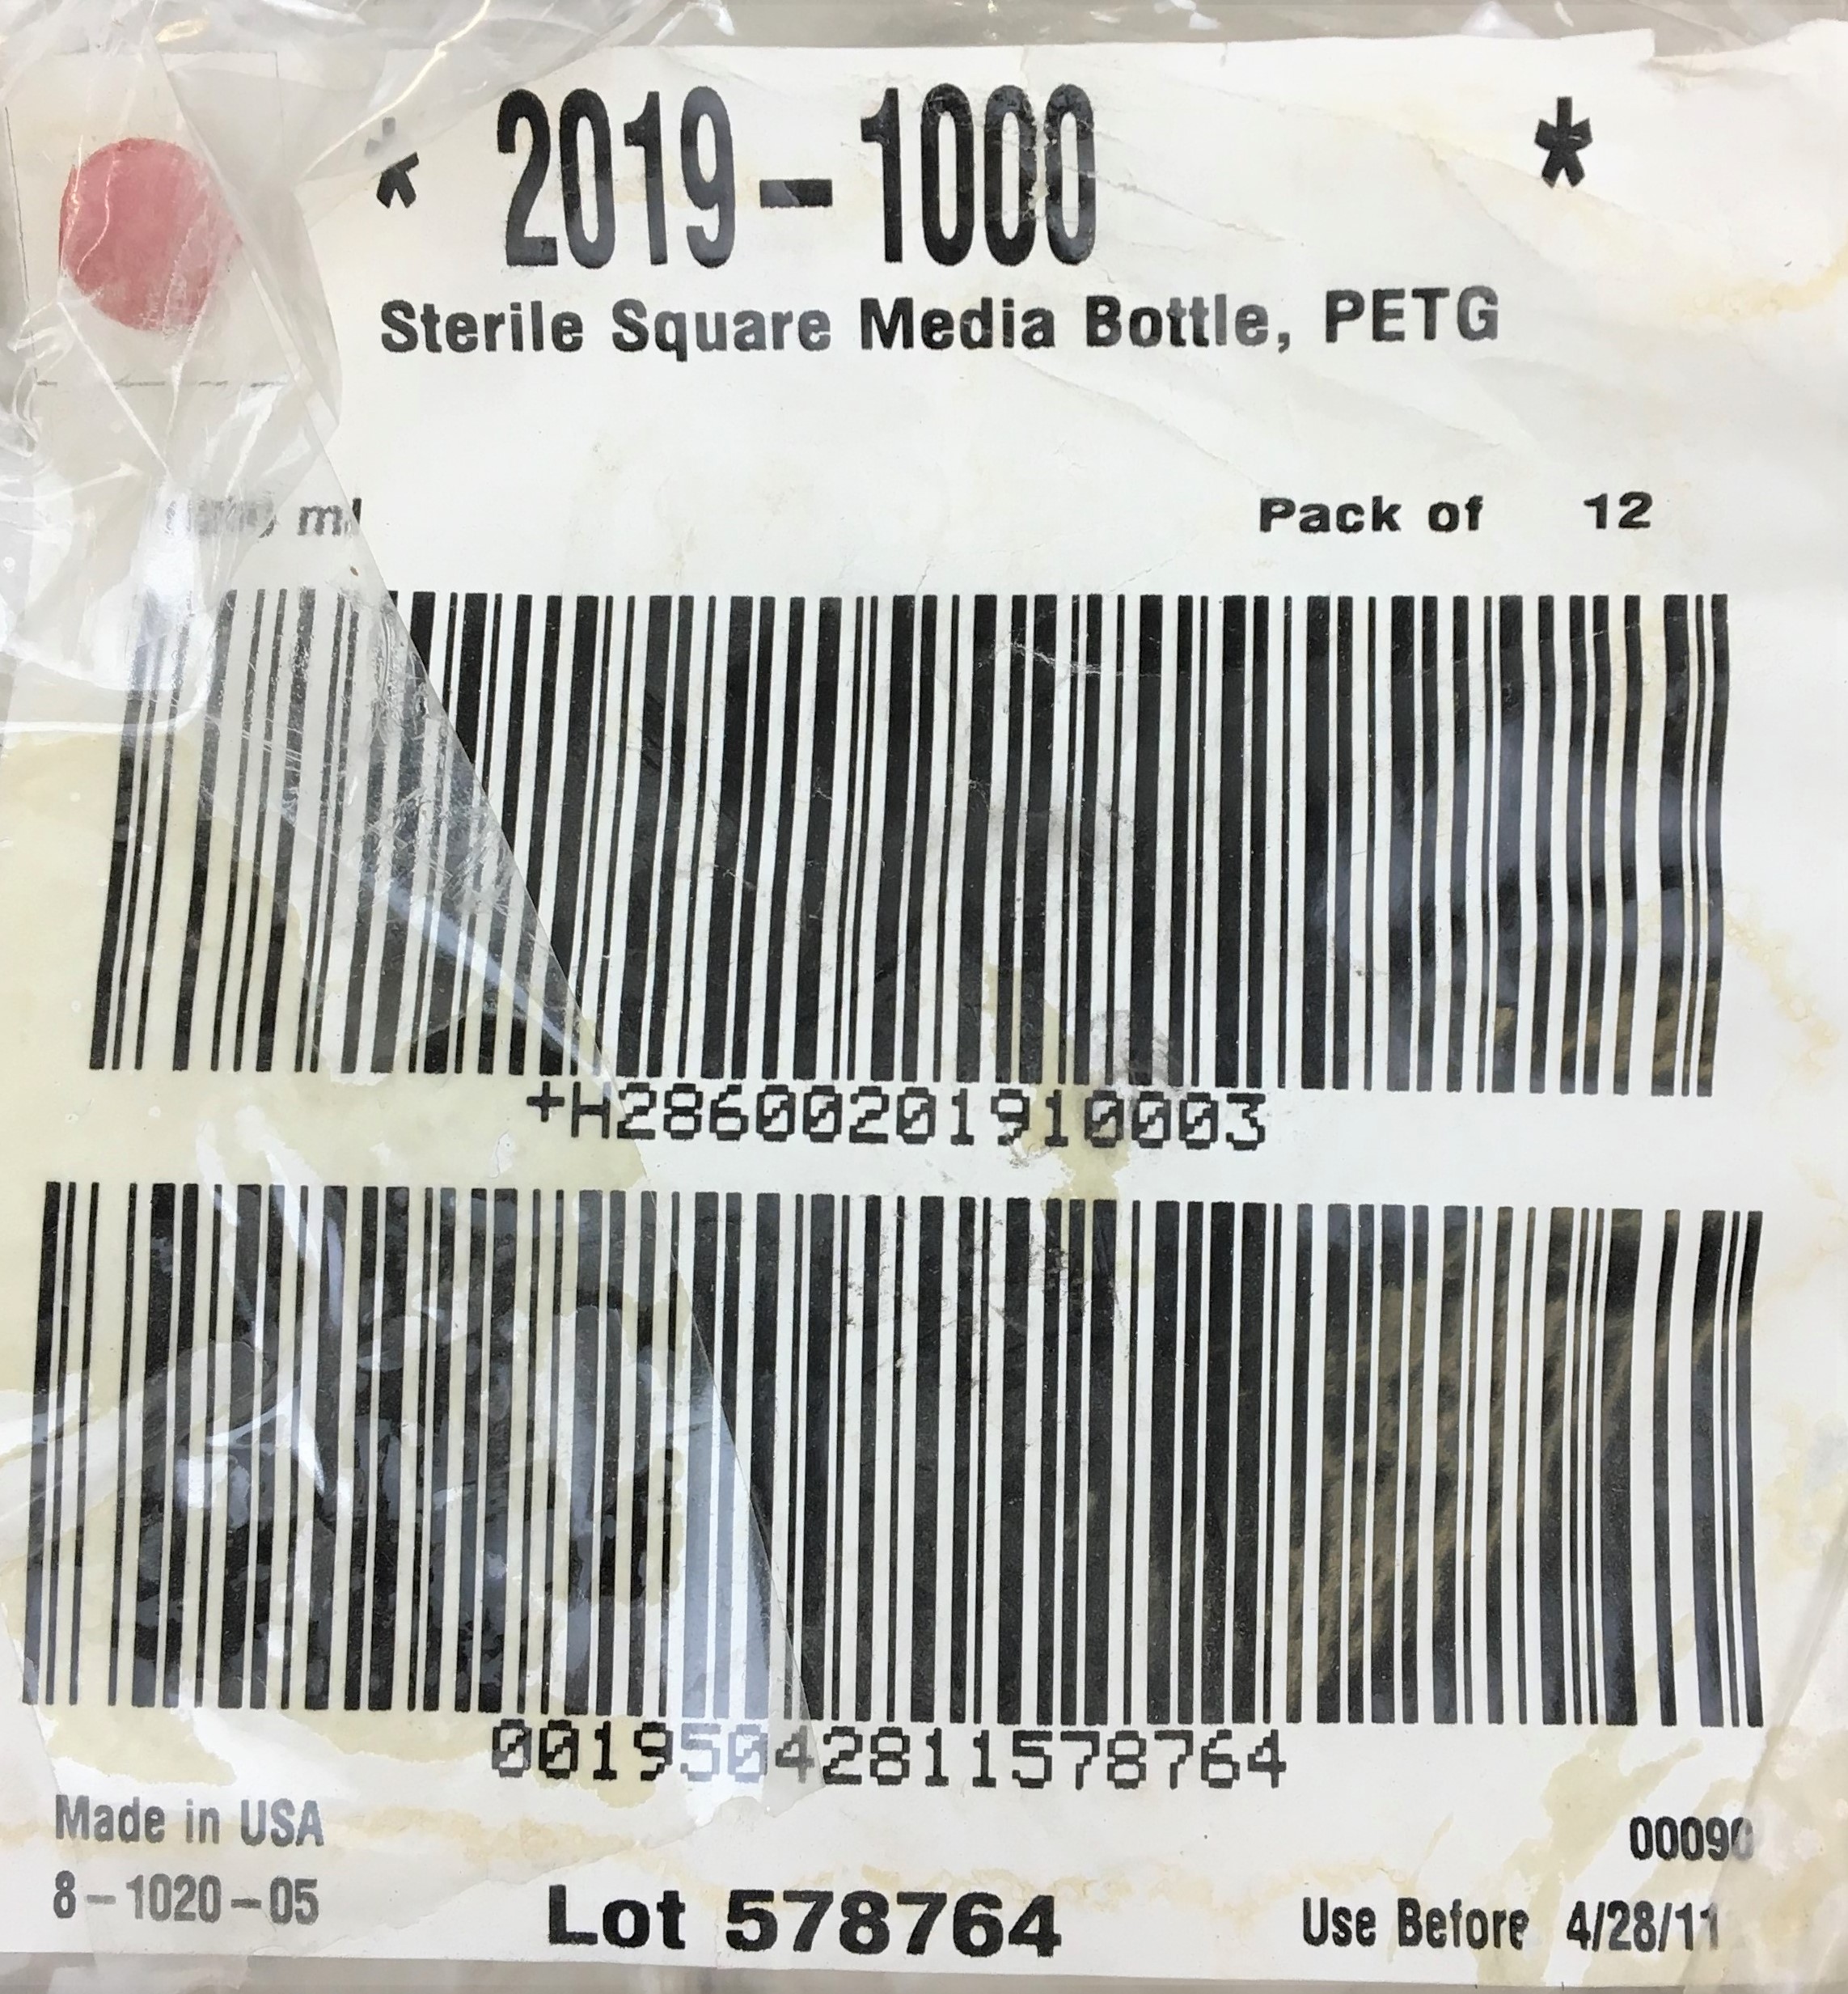 * 2019-1000 *
Sterile Square Media Bottle, PETG
ml Pack of 12
+H28600201910003
00195042811578764
Made in USA 00090
8-1020-05 Lot 578764 Use Before 4/28/11